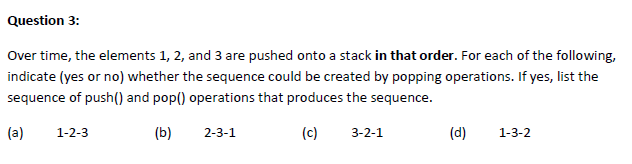 Question 3:
Over time, the elements 1, 2, and 3 are pushed onto a stack in that order. For each of the following,
indicate (yes or no) whether the sequence could be created by popping operations. If yes, list the
sequence of push() and pop() operations that produces the sequence.
(a) 1-2-3 (b) 2-3-1 (c) 3-2-1 (d) 1-3-2